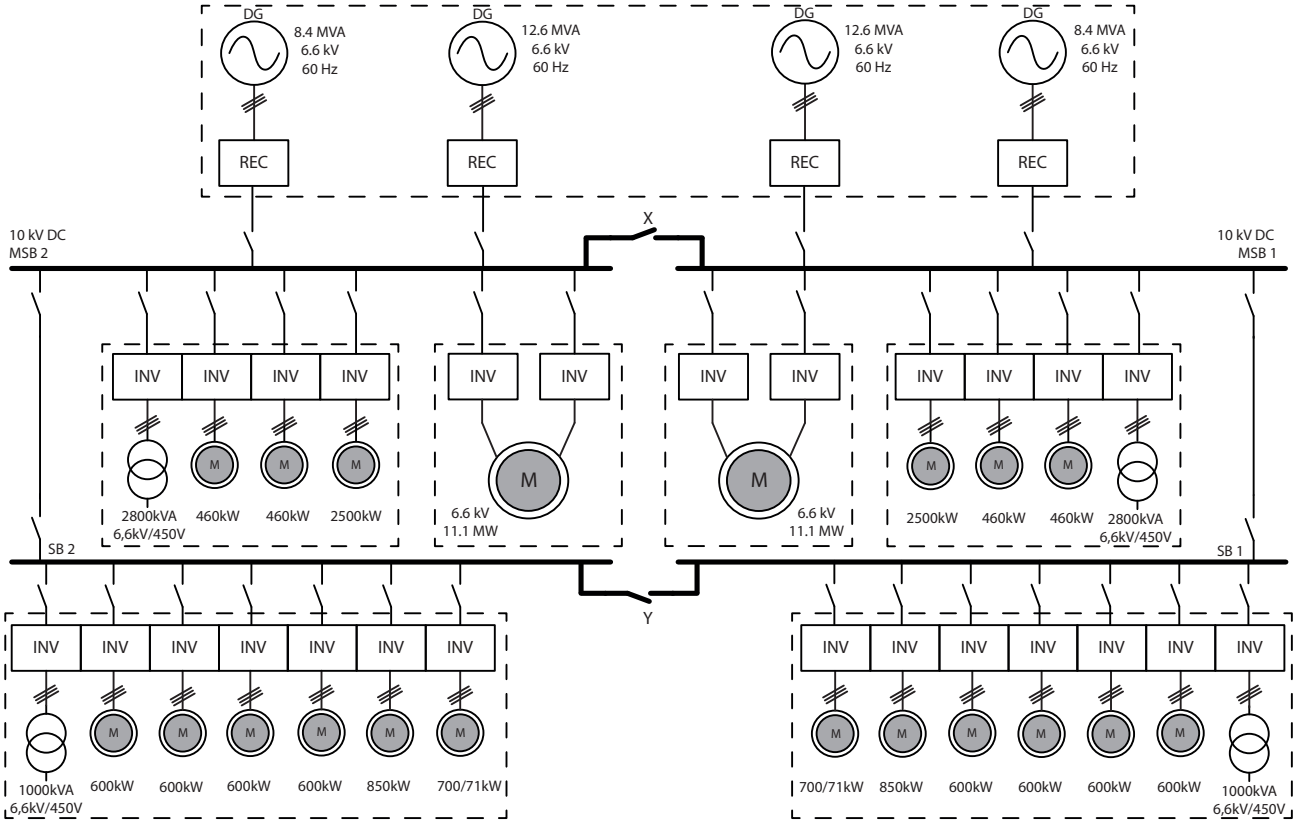 DG
DG
DG
DG
8.4 MVA
6.6 kV
60 Hz
12.6 MVA
6.6 kV
60 Hz
12.6 MVA
6.6 kV
60 Hz
8.4 MVA
6.6 kV
60 Hz
REC
REC
REC
REC
X
10 kV DC
MSB 2
10 kV DC
MSB 1
INV
INV
INV
INV
INV
INV
INV
INV
INV
INV
INV
INV
M
M
M
M
M
M
M
M
2800kVA
6,6kV/450V
460kW
460kW
2500kW
6.6 kV
11.1 MW
6.6 kV
11.1 MW
2500kW
460kW
460kW
2800kVA
6,6kV/450V
SB 2
SB 1
Y
INV
INV
INV
INV
INV
INV
INV
INV
INV
INV
INV
INV
INV
INV
M
M
M
M
M
M
M
M
M
M
M
M
1000kVA
6,6kV/450V
600kW
600kW
600kW
600kW
850kW
700/71kW
700/71kW
850kW
600kW
600kW
600kW
600kW
1000kVA
6,6kV/450V